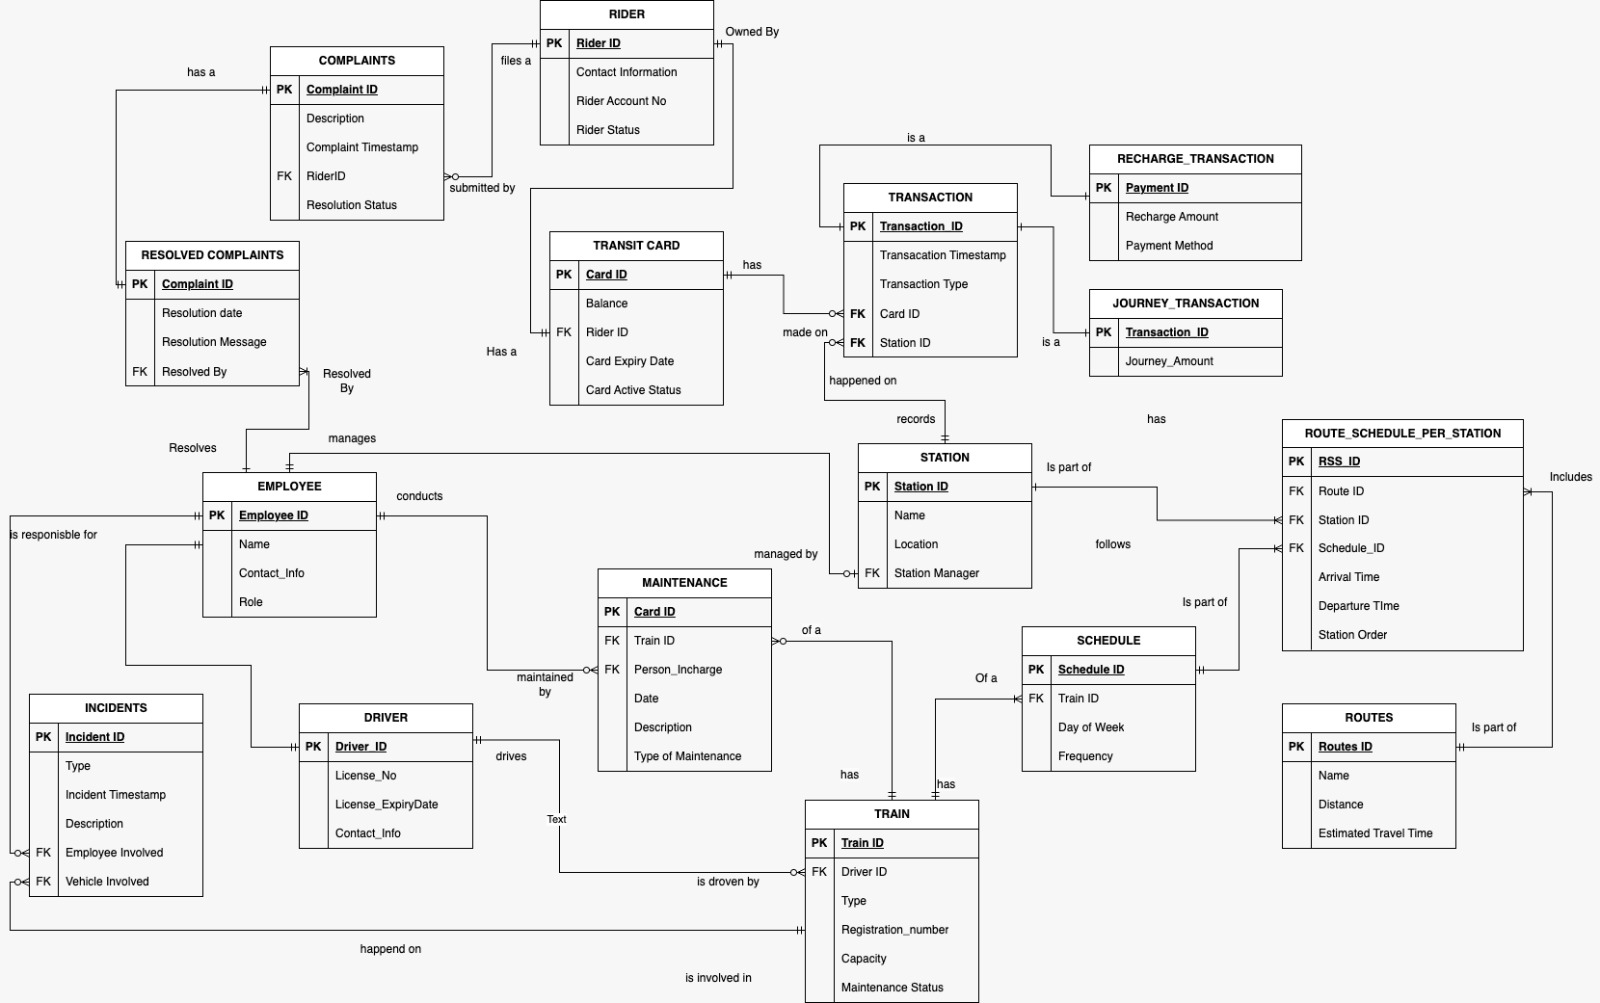 RIDER
PK Rider ID
Contact Information
Rider Account No
Rider Status
Owned By
files a
submitted by
COMPLAINTS
PK Complaint ID
Description
Complaint Timestamp
FK RiderID
Resolution Status
has a
RESOLVED COMPLAINTS
PK Complaint ID
Resolution date
Resolution Message
FK Resolved By
Resolved
By
Resolves
TRANSIT CARD
PK Card ID
Balance
FK Rider ID
Card Expiry Date
Card Active Status
Has a
has
made on
is a
TRANSACTION
PK Transaction_ID
Transacation Timestamp
Transaction Type
FK Card ID
FK Station ID
happened on
records
RECHARGE_TRANSACTION
PK Payment ID
Recharge Amount
Payment Method
JOURNEY_TRANSACTION
PK Transaction_ID
Journey_Amount
is a
has
ROUTE_SCHEDULE_PER_STATION
PK RSS_ID
FK Route ID
FK Station ID
FK Schedule_ID
Arrival Time
Departure TIme
Station Order
Includes
STATION
PK Station ID
Name
Location
FK Station Manager
Is part of
follows
managed by
manages
EMPLOYEE
PK Employee ID
Name
Contact_Info
Role
conducts
is responisble for
MAINTENANCE
PK Card ID
FK Train ID
FK Person_Incharge
Date
Description
Type of Maintenance
maintained
by
of a
Is part of
SCHEDULE
PK Schedule ID
FK Train ID
Day of Week
Frequency
Of a
ROUTES
PK Routes ID
Name
Distance
Estimated Travel Time
Is part of
INCIDENTS
PK Incident ID
Type
Incident Timestamp
Description
FK Employee Involved
FK Vehicle Involved
DRIVER
PK Driver_ID
License_No
License_ExpiryDate
Contact_Info
drives
Text
is droven by
has
has
TRAIN
PK Train ID
FK Driver ID
Type
Registration_number
Capacity
Maintenance Status
happend on
is involved in